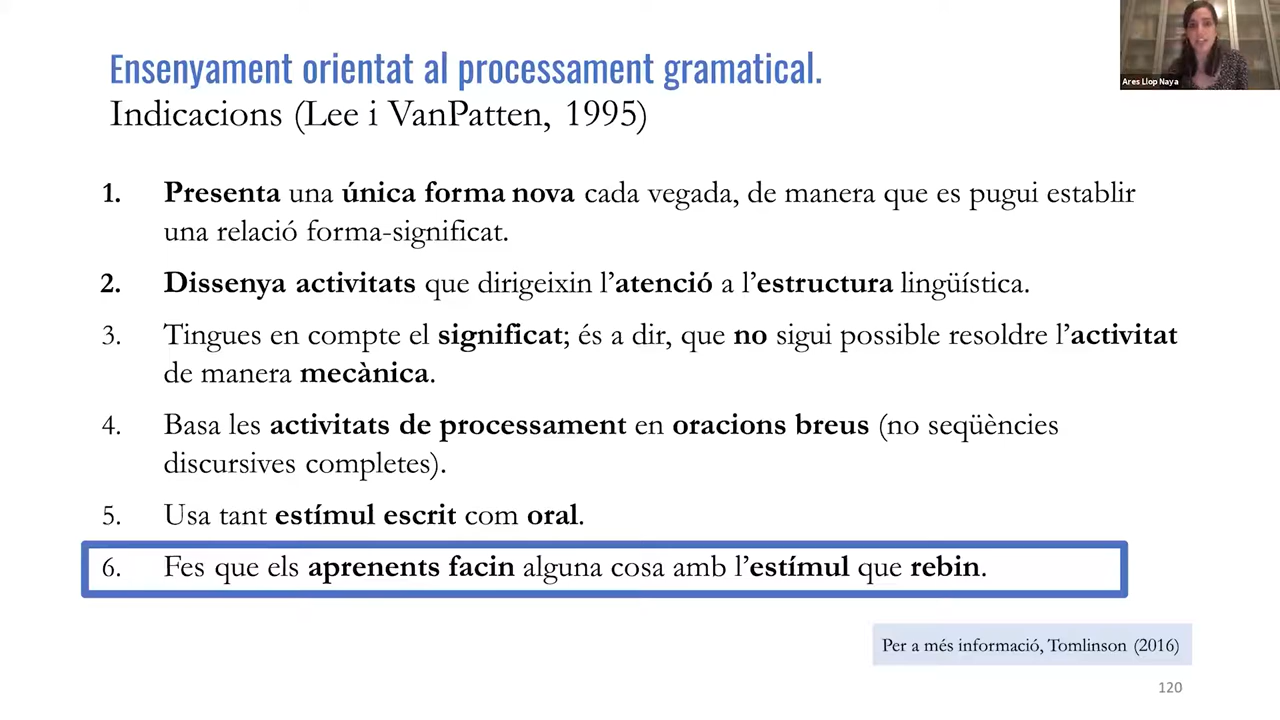 Ensenyament orientat al processament gramatical.
Indicacions (Lee i VanPatten, 1995)
Ares Llop Naya
1. Presenta una única forma nova cada vegada, de manera que es pugui establir
una relació forma-significat.
2. Dissenya activitats que dirigeixin l’atenció a l’estructura lingüística.
3. Tingues en compte el significat; és a dir, que no sigui possible resoldre l’activitat
de manera mecànica.
4. Basa les activitats de processament en oracions breus (no seqüències
discursives completes).
5. Usa tant estímul escrit com oral.
6. Fes que els aprenents facin alguna cosa amb l’estímul que rebin.
Per a més informació, Tomlinson (2016)
120